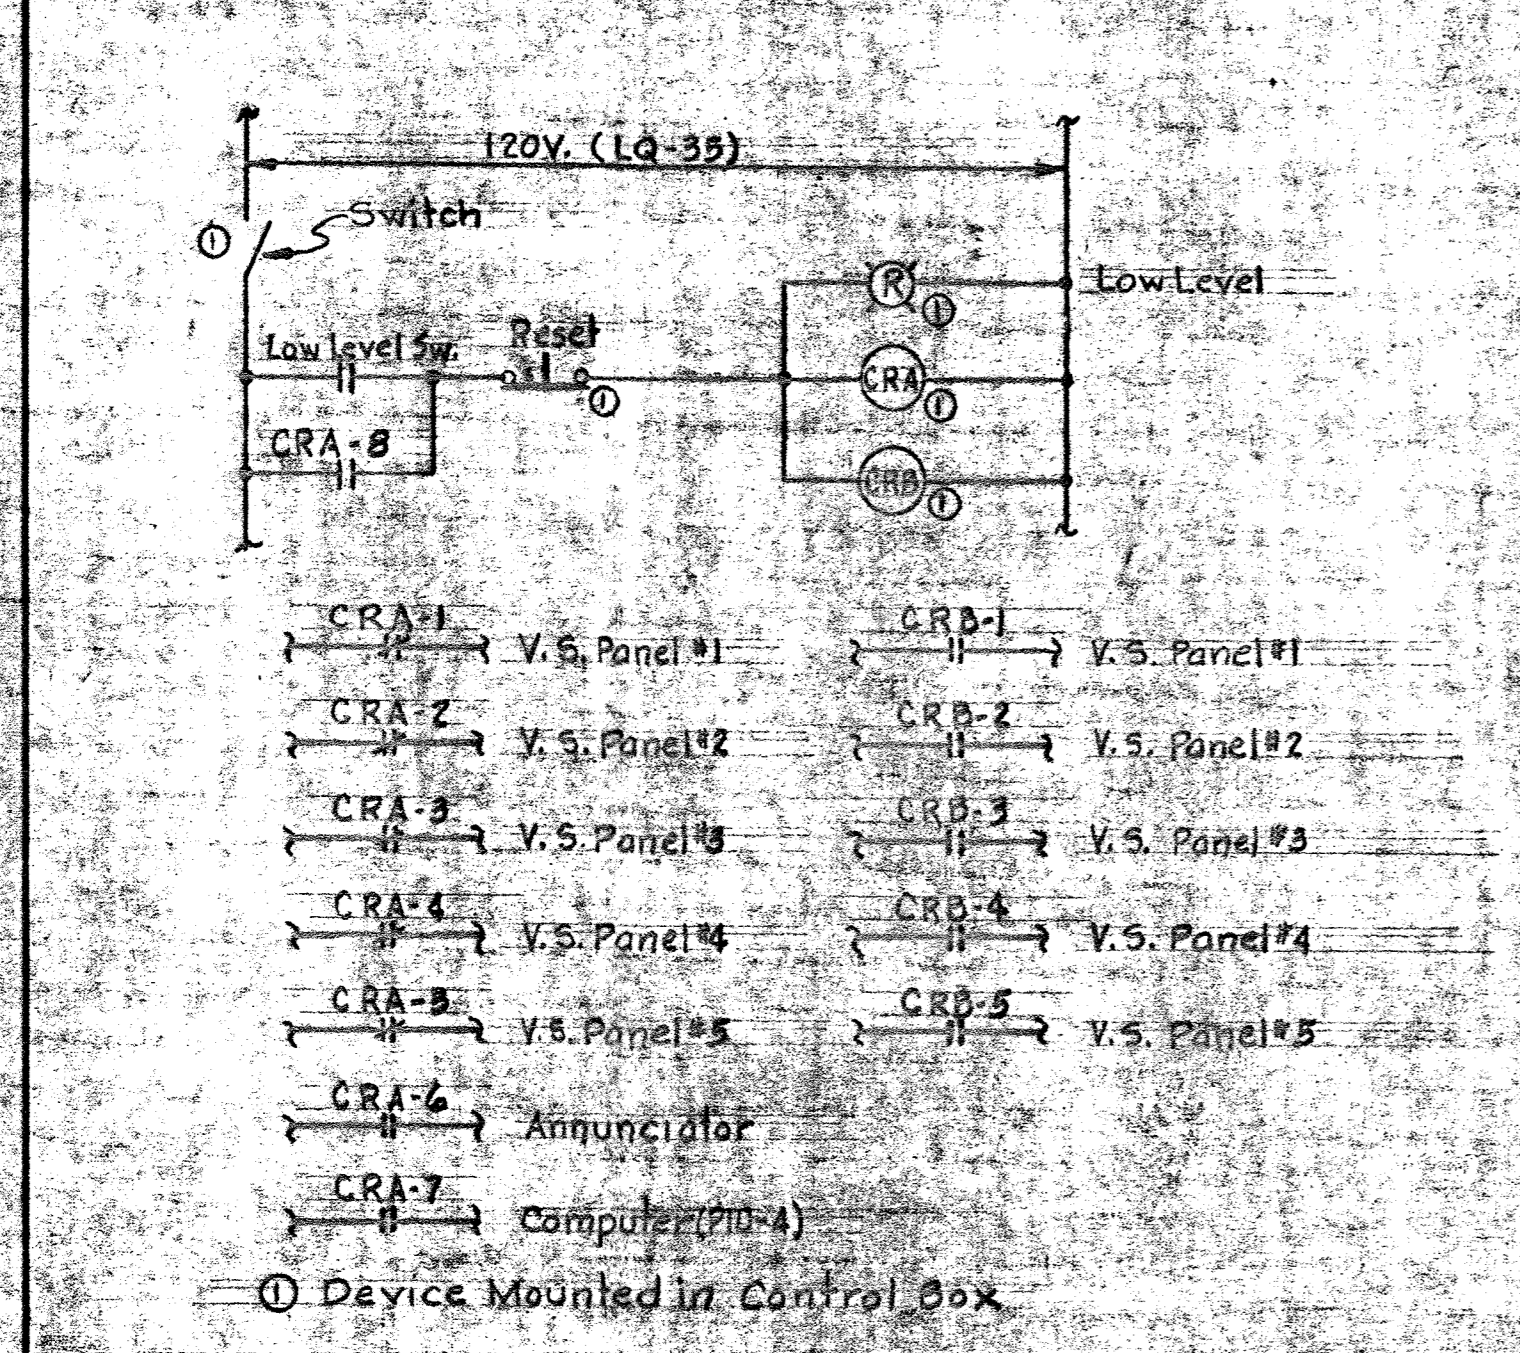 120V. (LQ-35)
Switch
①
R
①
Low Level
Low Level Sw.
Reset
①
CRA
①
CRA-8
CRB
①
CRA-1
V. S. Panel #1
CRB-1
V. S. Panel #1
CRA-2
V. S. Panel #2
CRB-2
V. S. Panel #2
CRA-3
V. S. Panel #3
CRB-3
V. S. Panel #3
CRA-4
V. S. Panel #4
CRB-4
V. S. Panel #4
CRA-5
V. S. Panel #5
CRB-5
V. S. Panel #5
CRA-6
Annunciator
CRA-7
Computer
① Device Mounted in Control Box